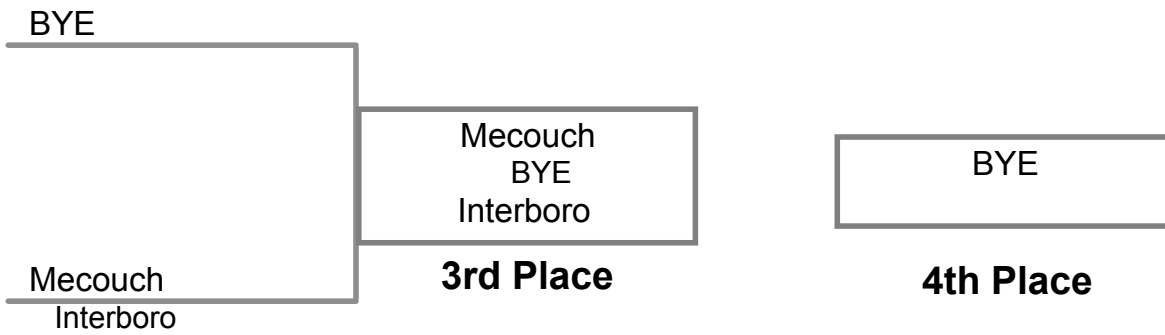 BYE
Mecouch
BYE
Interboro
3rd Place
BYE
4th Place
Mecouch
Interboro